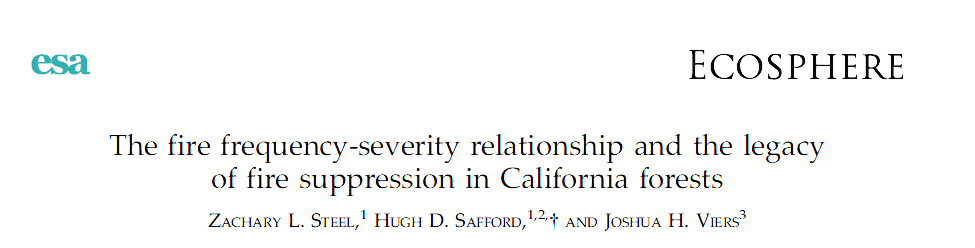 esa
ECOSPHERE
The fire frequency-severity relationship and the legacy
of fire suppression in California forests
ZACHARY L. STEEL,¹ HUGH D. SAFFORD,¹,²,† AND JOSHUA H. VIERS³